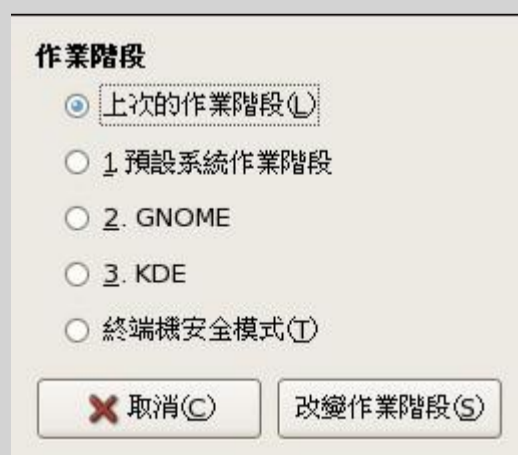 作業階段
上次的作業階段(L)
1 預設系統作業階段
2. GNOME
3. KDE
終端機安全模式(T)
取消(C) 改變作業階段(S)